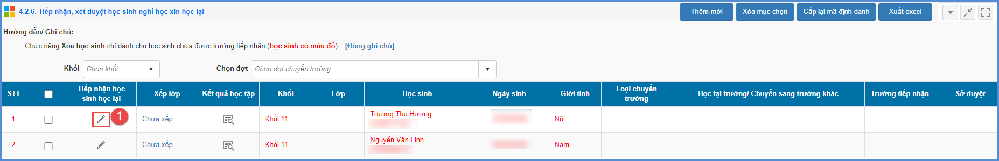 4.2.6. Tiếp nhận, xét duyệt học sinh nghỉ học xin học lại
Thêm mới
Xóa mục chọn
Cấp lại mã định danh
Xuất excel
Hướng dẫn/ Ghi chú:
Chức năng Xóa học sinh chỉ dành cho học sinh chưa được trường tiếp nhận (học sinh có màu đỏ). [Đóng ghi chú].
Khối
Chọn khối
Chọn đợt
Chọn đợt chuyển trường
STT
Tiếp nhận học
sinh học lại
Xếp lớp
Kết quả học tập
Khối
Lớp
Học sinh
Ngày sinh
Giới tính
Loại chuyển
trường
Học tại trường/ Chuyển sang trường khác
Trường tiếp nhận
Sở duyệt
1
1
Chưa xếp
Khối 11
Trương Thu Hương
Nữ
2
Chưa xếp
Khối 11
Nguyễn Văn Linh
Nam